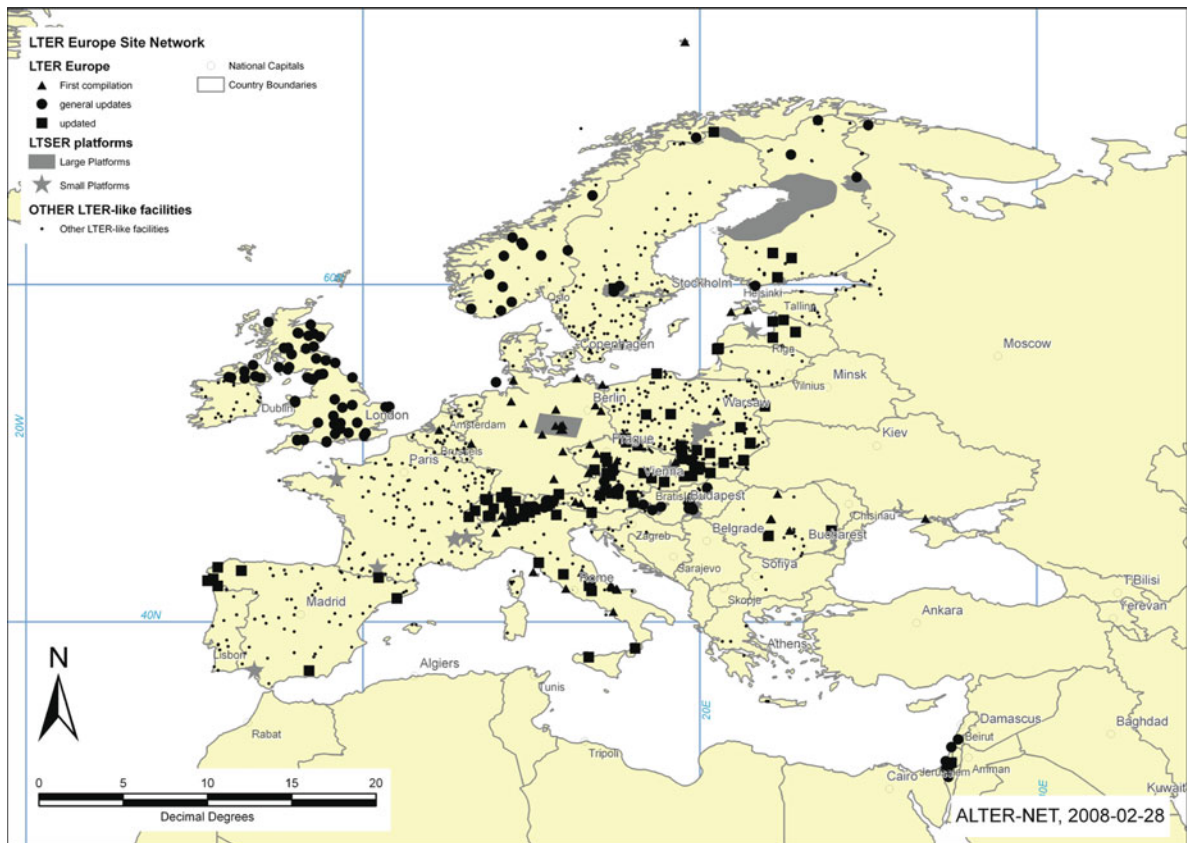 LTER Europe Site Network
LTER Europe
First compilation
general updates
updated
LTSER platforms
Large Platforms
Small Platforms
OTHER LTER-like facilities
Other LTER-like facilities
National Capitals
Country Boundaries
Oslo
Stockholm
Helsinki
Talling
Riga
Copenhagen
Vilnius
Minsk
Moscow
Dublin
London
Amsterdam
Berlin
Warsaw
Brussels
Prague
Kiev
Paris
Vienna
Bratisl
Budapest
Chisinau
Zagreb
Belgrade
Bucharest
Sarajevo
Sofiya
Rome
Skopje
Madrid
Lisbon
Ankara
T'Bilisi
Yerevan
Athens
Algiers
Tunis
Rabat
Tripoli
Damascus
Beirut
Baghdad
Jerusalem
Amman
Cairo
Kuwait
20W
40N
20E
N
0 5 10 15 20
Decimal Degrees
ALTER-NET, 2008-02-28